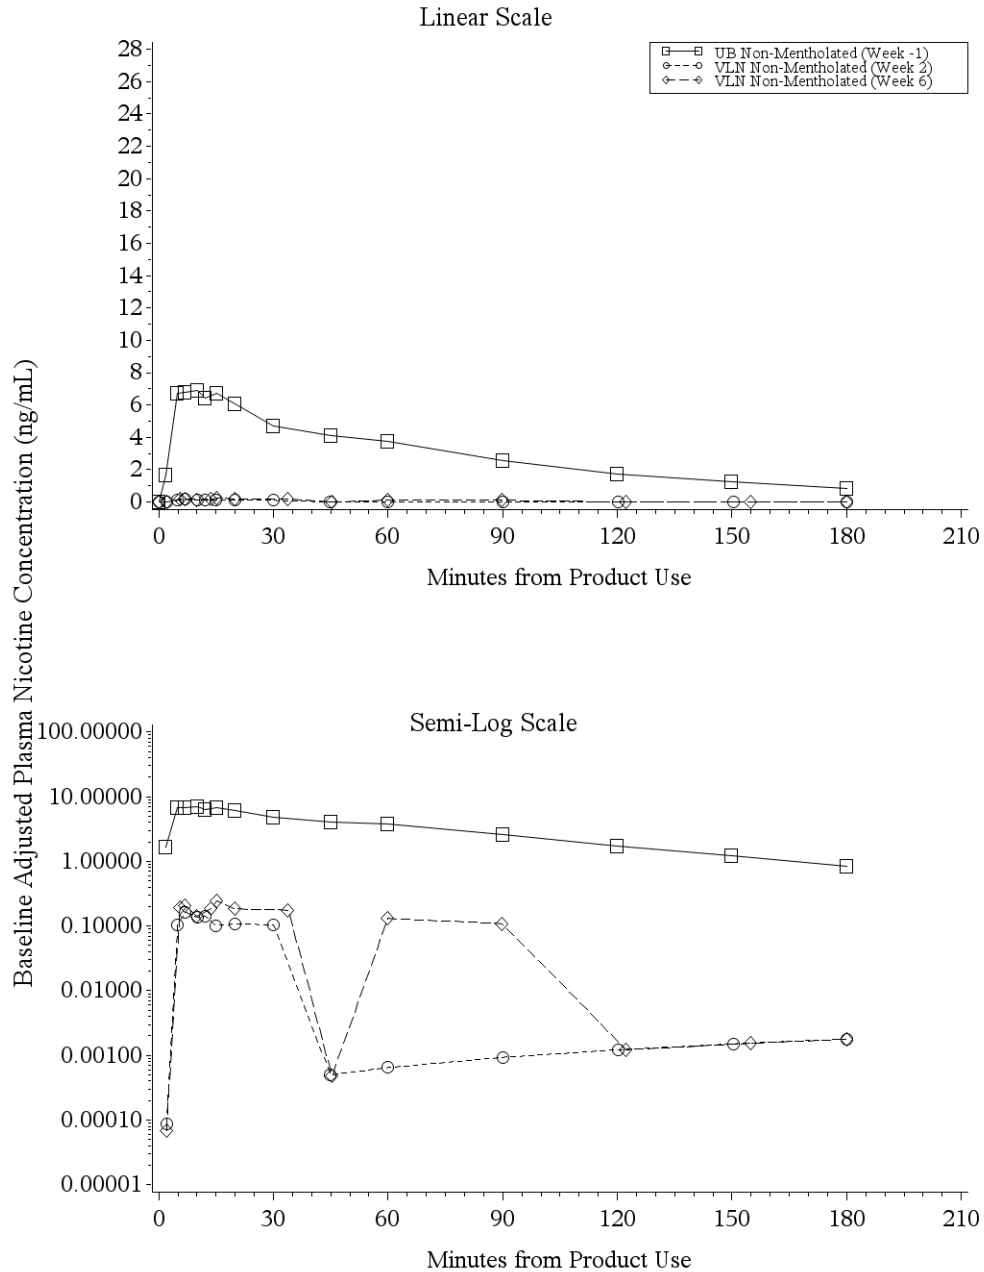 Linear Scale
28
26
24
22
20
18
16
14
12
10
8
6
4
2
0
UB Non-Mentholated (Week -1)
VLN Non-Mentholated (Week 2)
VLN Non-Mentholated (Week 6)
0 30 60 90 120 150 180 210
Minutes from Product Use
Baseline Adjusted Plasma Nicotine Concentration (ng/mL)
Semi-Log Scale
100.00000
10.00000
1.00000
0.10000
0.01000
0.00100
0.00010
0.00001
0 30 60 90 120 150 180 210
Minutes from Product Use